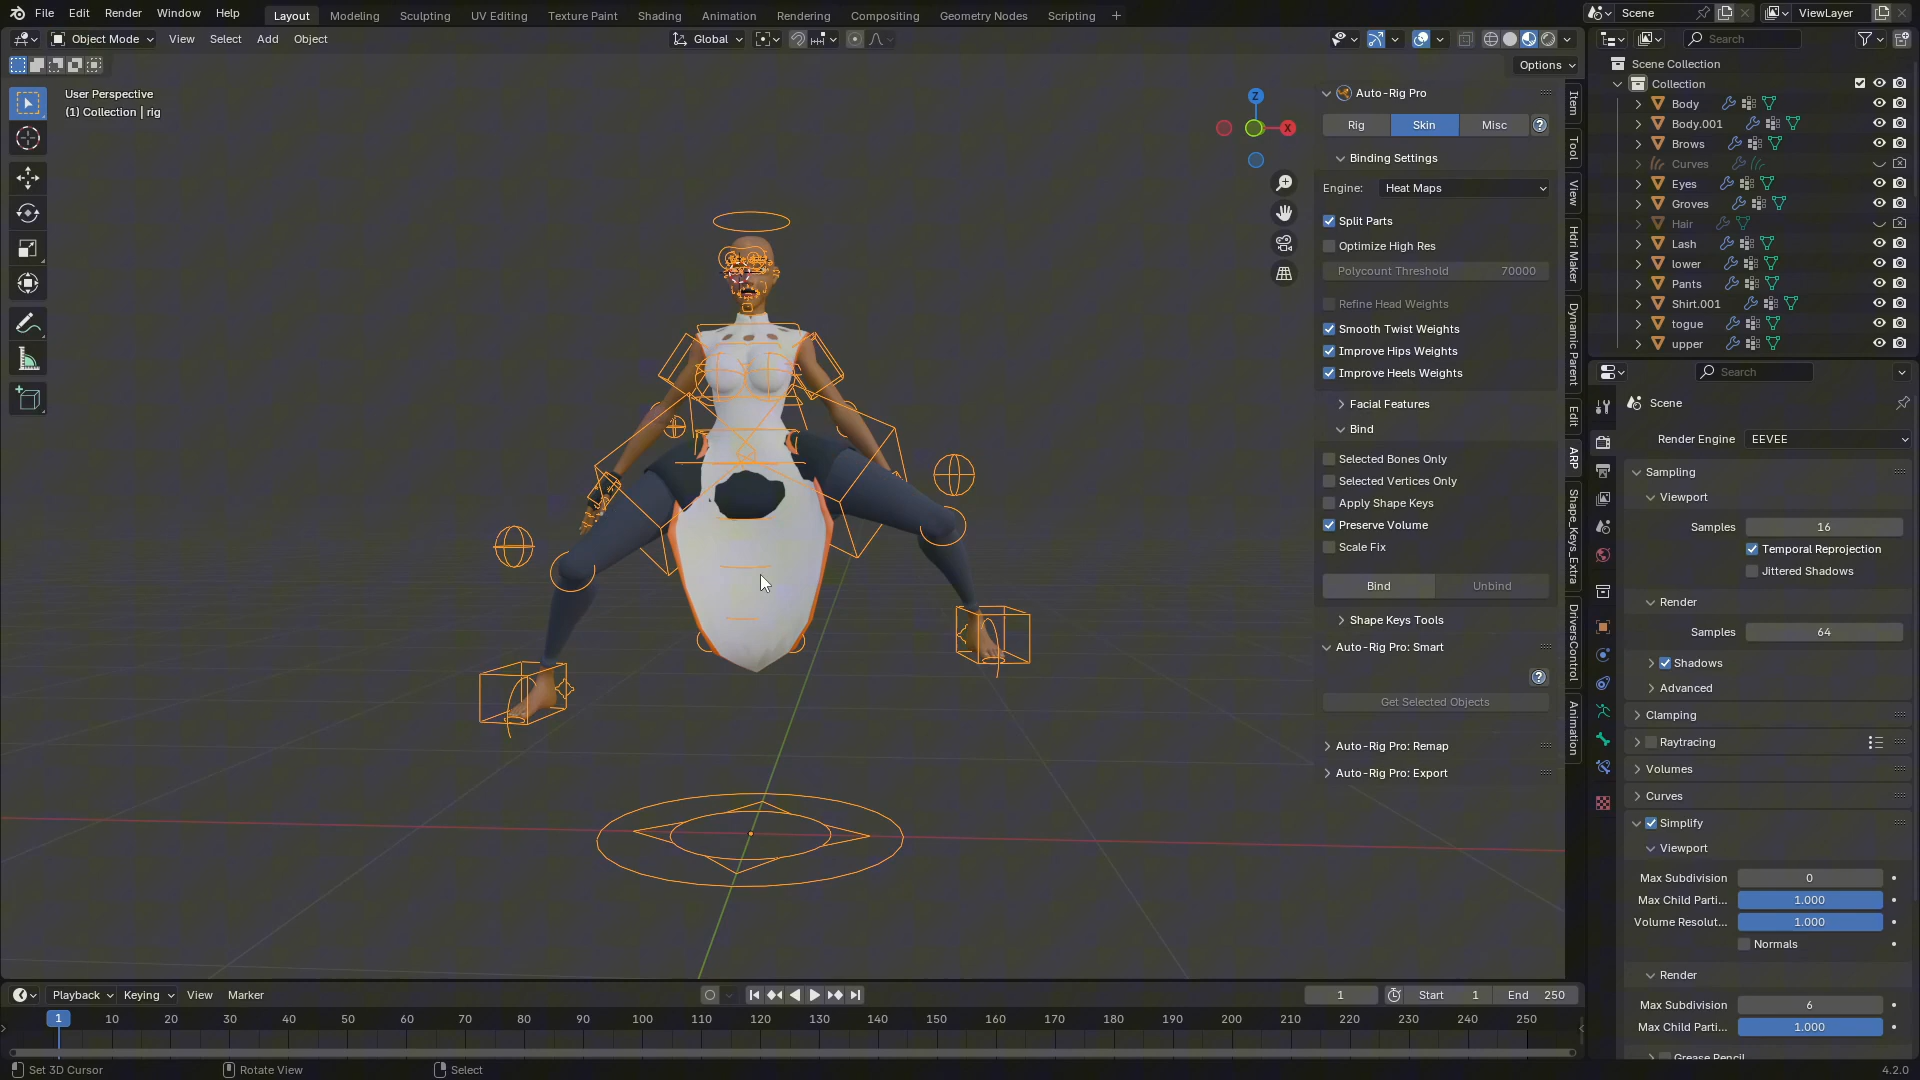 File Edit Render Window Help Layout Modeling Sculpting UV Editing Texture Paint Shading Animation Rendering Compositing Geometry Nodes Scripting Scene ViewLayer
Object Mode View Select Add Object Global Search
Options
User Perspective
(1) Collection | rig
Z
X
Auto-Rig Pro
Rig Skin Misc ?
Binding Settings
Engine: Heat Maps
Split Parts
Optimize High Res
Polycount Threshold 70000
Refine Head Weights
Smooth Twist Weights
Improve Hips Weights
Improve Heels Weights
Facial Features
Bind
Selected Bones Only
Selected Vertices Only
Apply Shape Keys
Preserve Volume
Scale Fix
Bind Unbind
Shape Keys Tools
Auto-Rig Pro: Smart
?
Get Selected Objects
Auto-Rig Pro: Remap
Auto-Rig Pro: Export
Item
Tool
View
Hdri Maker
Dynamic Parent
Edit
ARP
Shape_Keys_Extra
DriversControl
Animation
Scene Collection
Collection
Body
Body.001
Brows
Curves
Eyes
Groves
Hair
Lash
lower
Pants
Shirt.001
togue
upper
Search
Scene
Render Engine EEVEE
Sampling
Viewport
Samples 16
Temporal Reprojection
Jittered Shadows
Render
Samples 64
Shadows
Advanced
Clamping
Raytracing
Volumes
Curves
Simplify
Viewport
Max Subdivision 0
Max Child Parti... 1.000
Volume Resolut... 1.000
Normals
Render
Max Subdivision 6
Max Child Parti... 1.000
Grease Pencil
Playback Keying View Marker 1 Start 1 End 250
1 10 20 30 40 50 60 70 80 90 100 110 120 130 140 150 160 170 180 190 200 210 220 230 240 250
Set 3D Cursor Rotate View Select 4.2.0